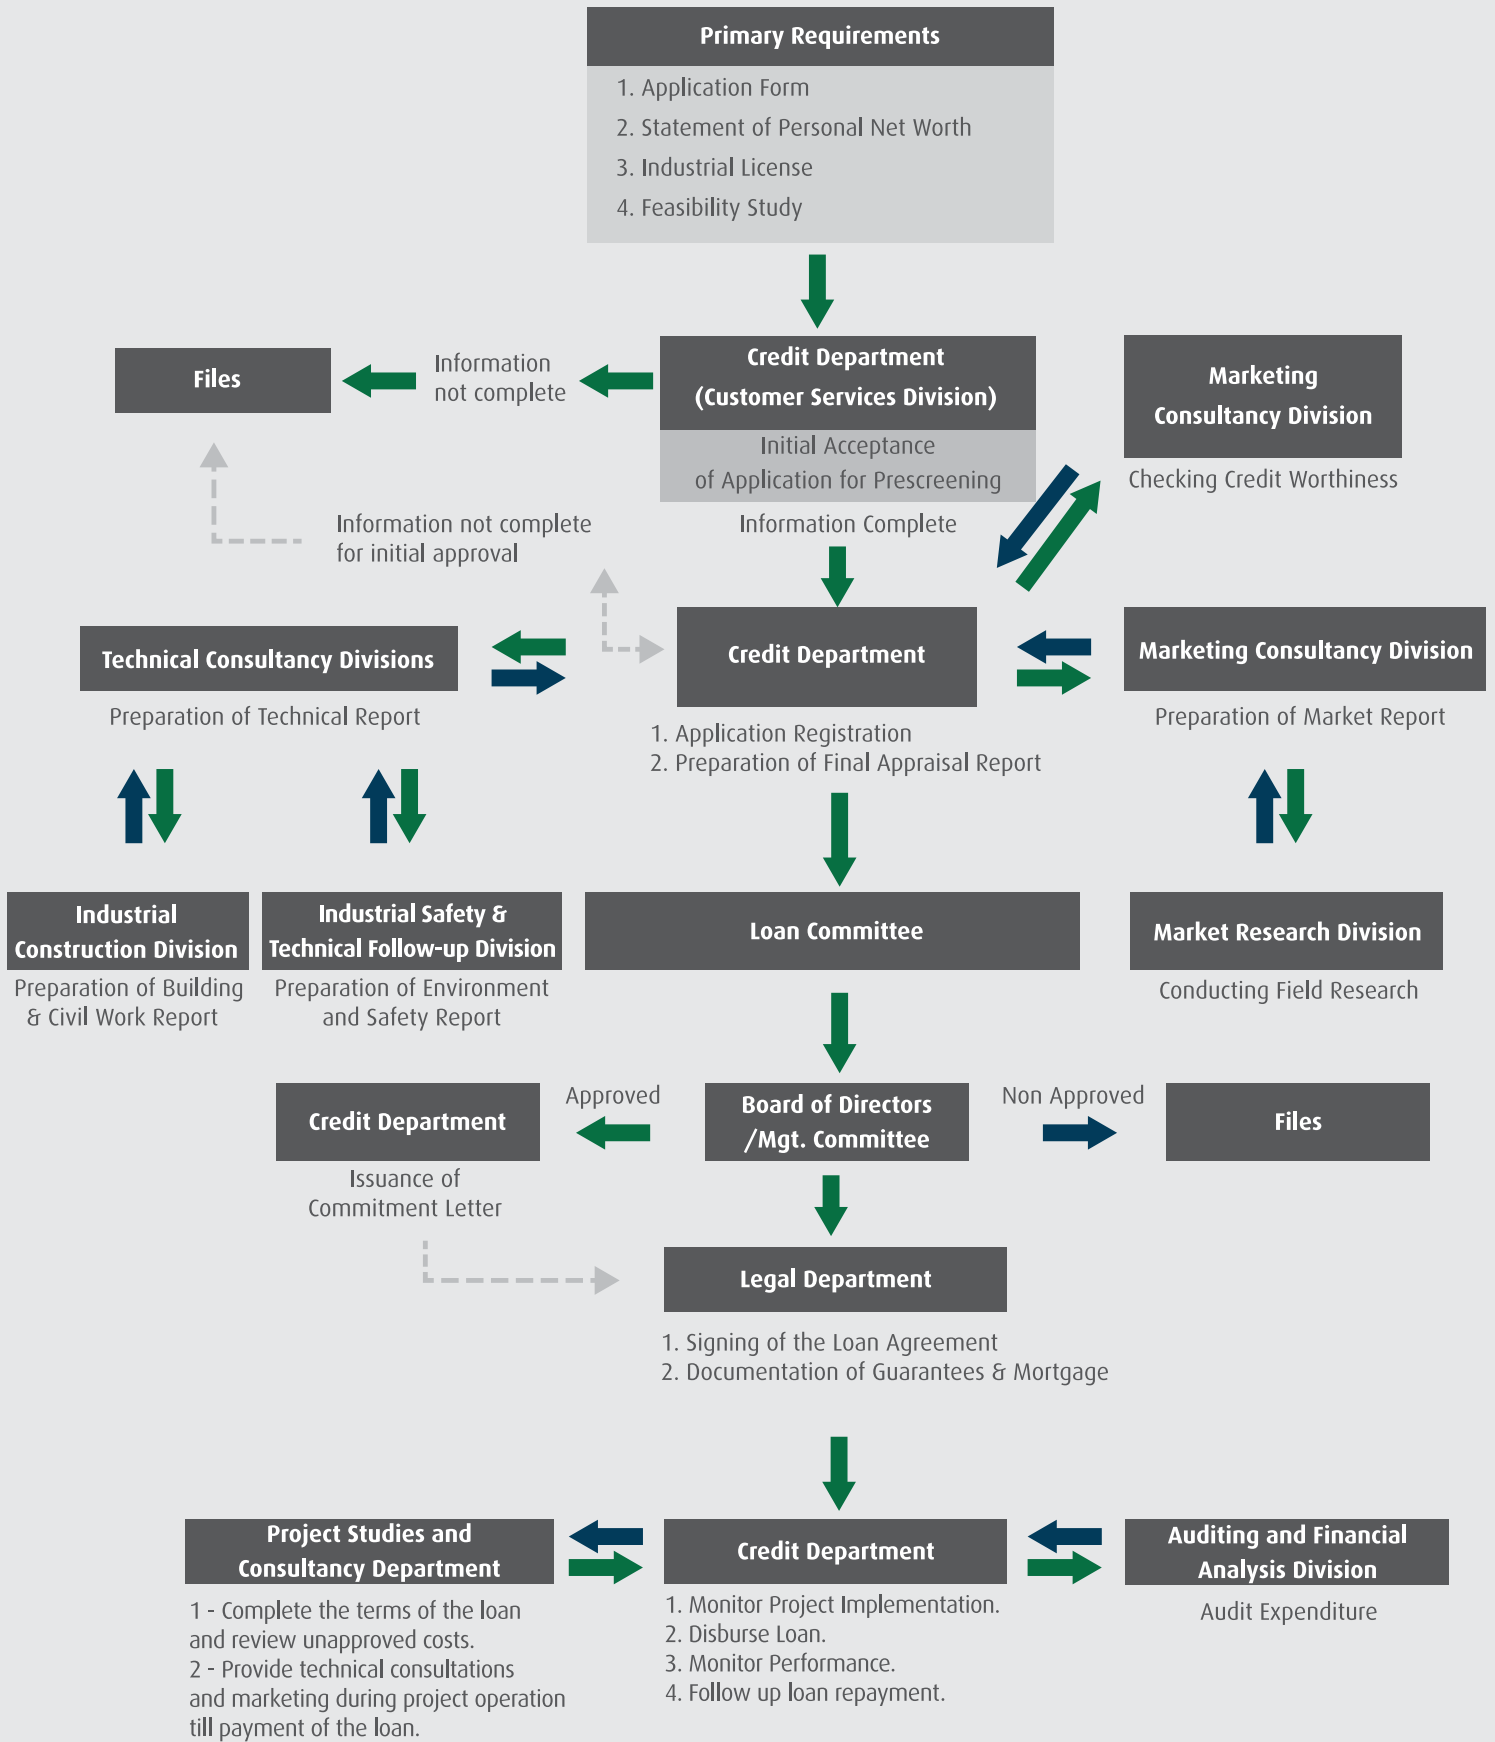 Primary Requirements
1. Application Form
2. Statement of Personal Net Worth
3. Industrial License
4. Feasibility Study
Files
Information
not complete
Credit Department
(Customer Services Division)
Initial Acceptance
of Application for Prescreening
Information Complete
Marketing
Consultancy Division
Checking Credit Worthiness
Information not complete
for initial approval
Technical Consultancy Divisions
Preparation of Technical Report
Credit Department
1. Application Registration
2. Preparation of Final Appraisal Report
Marketing Consultancy Division
Preparation of Market Report
Industrial
Construction Division
Preparation of Building
& Civil Work Report
Industrial Safety &
Technical Follow-up Division
Preparation of Environment
and Safety Report
Loan Committee
Market Research Division
Conducting Field Research
Credit Department
Issuance of
Commitment Letter
Approved
Board of Directors
/Mgt. Committee
Non Approved
Files
Legal Department
1. Signing of the Loan Agreement
2. Documentation of Guarantees & Mortgage
Project Studies and
Consultancy Department
1 - Complete the terms of the loan
and review unapproved costs.
2 - Provide technical consultations
and marketing during project operation
till payment of the loan.
Credit Department
1. Monitor Project Implementation.
2. Disburse Loan.
3. Monitor Performance.
4. Follow up loan repayment.
Auditing and Financial
Analysis Division
Audit Expenditure